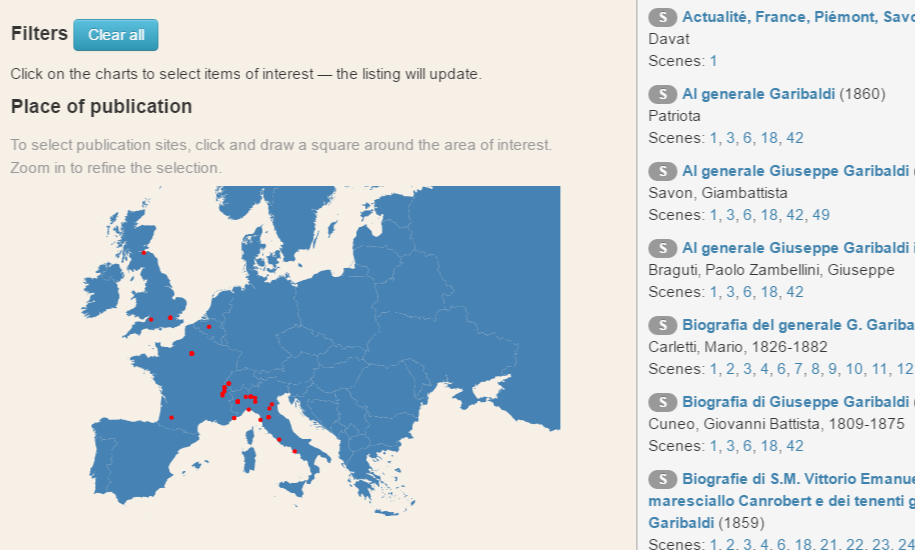 Filters Clear all
Click on the charts to select items of interest — the listing will update.
Place of publication
To select publication sites, click and draw a square around the area of interest.
Zoom in to refine the selection.
S Actualité, France, Piémont,
Davat
Scenes: 1
S Al generale Garibaldi (1860)
Patriota
Scenes: 1, 3, 6, 18, 42
S Al generale Giuseppe Garibaldi (
Savon, Giambattista
Scenes: 1, 3, 6, 18, 42, 49
S Al generale Giuseppe Garibaldi i
Braguti, Paolo Zambellini, Giuseppe
Scenes: 1, 3, 6, 18, 42
S Biografia del generale G. Gariba
Carletti, Mario, 1826-1882
Scenes: 1, 2, 3, 4, 6, 7, 8, 9, 10, 11, 12
S Biografia di Giuseppe Garibaldi (
Cuneo, Giovanni Battista, 1809-1875
Scenes: 1, 3, 6, 18, 42
S Biografie di S.M. Vittorio Emanue
maresciallo Canrobert e dei tenenti g
Garibaldi (1859)
Scenes: 1, 2, 3, 4, 6, 18, 21, 22, 23, 24